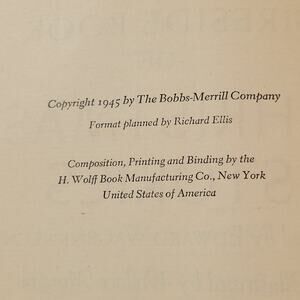 Copyright 1945 by The Bobbs-Merrill Company
Format planned by Richard Ellis
Composition, Printing and Binding by the
H. Wolff Book Manufacturing Co., New York
United States of America